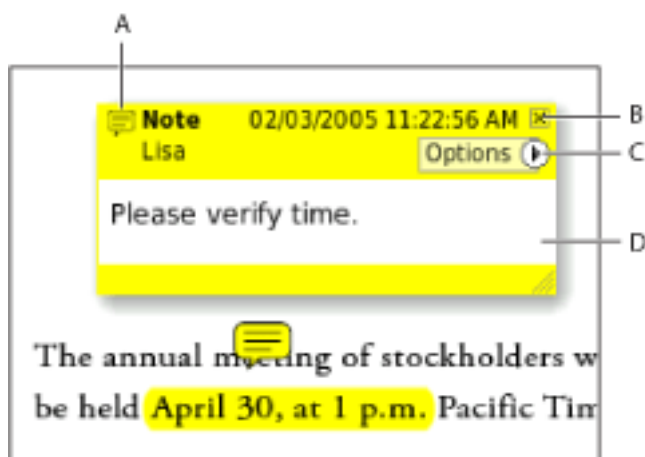 A
Note 02/03/2005 11:22:56 AM
B
Lisa Options
C
Please verify time.
D
The annual meeting of stockholders w
be held April 30, at 1 p.m. Pacific Tim